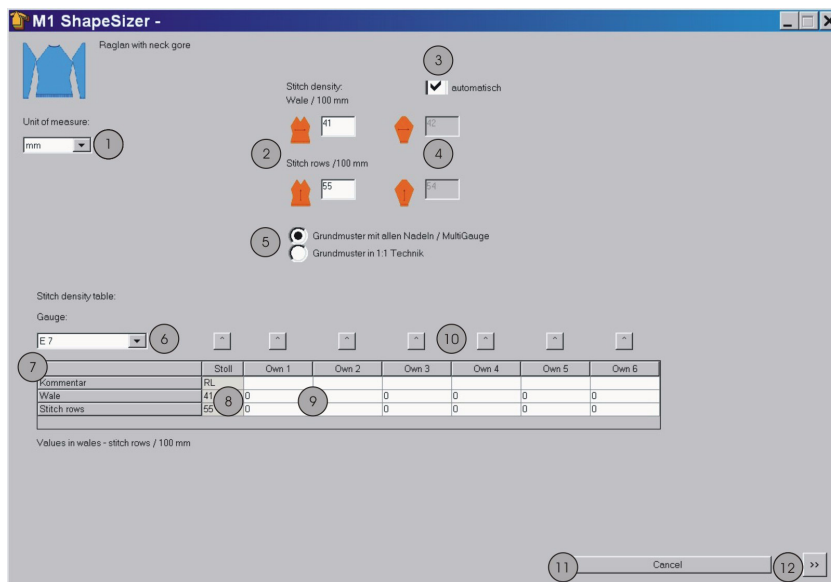 M1 ShapeSizer -
Raglan with neck gore
3
Stitch density:
Wale / 100 mm
automatisch
Unit of measure:
mm
1
41
42
2
4
Stitch rows /100 mm
55
54
5
Grundmuster mit allen Nadeln / MultiGauge
Grundmuster in 1:1 Technik
Stitch density table:
Gauge:
E 7
6
^ ^ ^ ^ 10 ^ ^ ^
7
Stoll Own 1 Own 2 Own 3 Own 4 Own 5 Own 6
Kommentar RL
Wale 41 8 0 9 0 0 0 0
Stitch rows 55 0 0 0 0 0
Values in wales - stitch rows / 100 mm
11 Cancel 12 >>